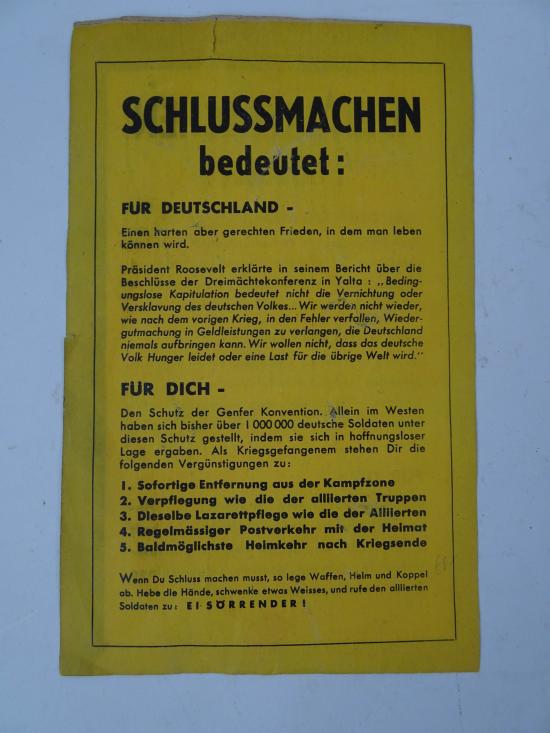 SCHLUSSMACHEN
bedeutet :
FÜR DEUTSCHLAND -
Einen harten aber gerechten Frieden, in dem man leben
können wird.
Präsident Roosevelt erklärte in seinem Bericht über die
Beschlüsse der Dreimächtekonferenz in Yalta : „Beding-
ungslose Kapitulation bedeutet nicht die Vernichtung oder
Versklavung des deutschen Volkes... Wir werden nicht wieder,
wie nach dem vorigen Krieg, in den Fehler verfallen, Wieder-
gutmachung in Geldleistungen zu verlangen, die Deutschland
niemals aufbringen kann. Wir wollen nicht, dass das deutsche
Volk Hunger leidet oder eine Last für die übrige Welt wird."
FÜR DICH -
Den Schutz der Genfer Konvention. Allein im Westen
haben sich bisher über 1 000 000 deutsche Soldaten unter
diesen Schutz gestellt, indem sie sich in hoffnungsloser
Lage ergaben. Als Kriegsgefangenem stehen Dir die
folgenden Vergünstigungen zu:
1. Sofortige Entfernung aus der Kampfzone
2. Verpflegung wie die der alliierten Truppen
3. Dieselbe Lazarettpflege wie die der Alliierten
4. Regelmässiger Postverkehr mit der Heimat
5. Baldmöglichste Heimkehr nach Kriegsende
Wenn Du Schluss machen musst, so lege Waffen, Helm und Koppel
ab. Hebe die Hände, schwenke etwas Weisses, und rufe den alliierten
Soldaten zu: EI SÖRRENDER!